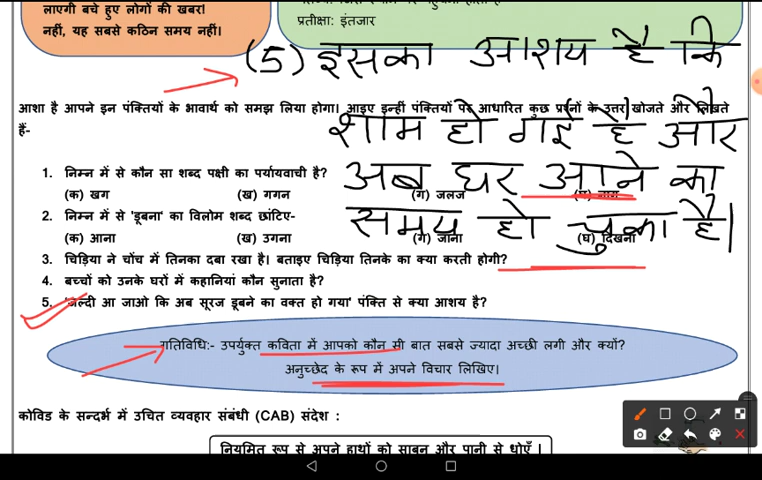 लाएगी बचे हुए लोगों की खबर!
नहीं, यह सबसे कठिन समय नहीं।
प्रतीक्षा: इंतजार
(5) इसका आशय है कि
शाम हो गई है और
अब घर आने का
समय हो चुका है।
आशा है आपने इन पंक्तियों के भावार्थ को समझ लिया होगा। आइए इन्हीं पंक्तियों पर आधारित कुछ प्रश्नों के उत्तर खोजते और लिखते
हैं-
1. निम्न में से कौन सा शब्द पक्षी का पर्यायवाची है?
(क) खग (ख) गगन (ग) जलज (घ)
2. निम्न में से 'डूबना' का विलोम शब्द छांटिए-
(क) आना (ख) उगना (ग) जाना (घ) दिखना
3. चिड़िया ने चोंच में तिनका दबा रखा है। बताइए चिड़िया तिनके का क्या करती होगी?
4. बच्चों को उनके घरों में कहानियां कौन सुनाता है?
5. 'जल्दी आ जाओ कि अब सूरज डूबने का वक्त हो गया' पंक्ति से क्या आशय है?
गतिविधि:- उपर्युक्त कविता में आपको कौन सी बात सबसे ज्यादा अच्छी लगी और क्यों?
अनुच्छेद के रूप में अपने विचार लिखिए।
कोविड के सन्दर्भ में उचित व्यवहार संबंधी (CAB) संदेश :
नियमित रूप से अपने हाथों को साबुन और पानी से धोएँ |